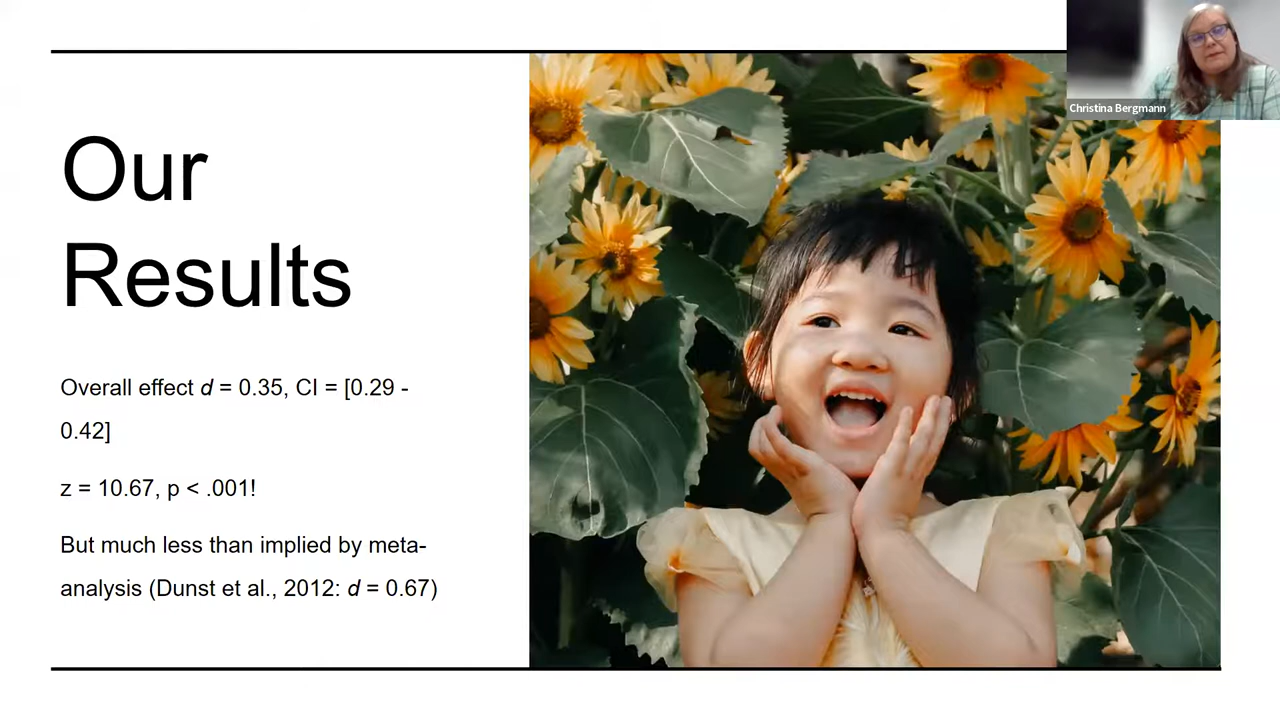 Christina Bergmann
Our
Results
Overall effect d = 0.35, CI = [0.29 -
0.42]
z = 10.67, p < .001!
But much less than implied by meta-
analysis (Dunst et al., 2012: d = 0.67)